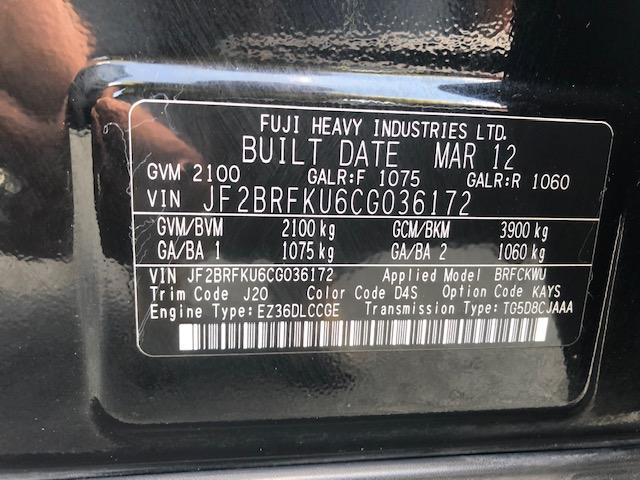 FUJI HEAVY INDUSTRIES LTD.
BUILT DATE MAR 12
GVM 2100 GALR:F 1075 GALR:R 1060
VIN JF2BRFKU6CG036172
GVM/BVM 2100 kg GCM/BKM 3900 kg
GA/BA 1 1075 kg GA/BA 2 1060 kg
VIN JF2BRFKU6CG036172 Applied Model BRFCKWU
Trim Code J20 Color Code D4S Option Code KAYS
Engine Type:EZ36DLCCGE Transmission Type:TG5D8CJAAA